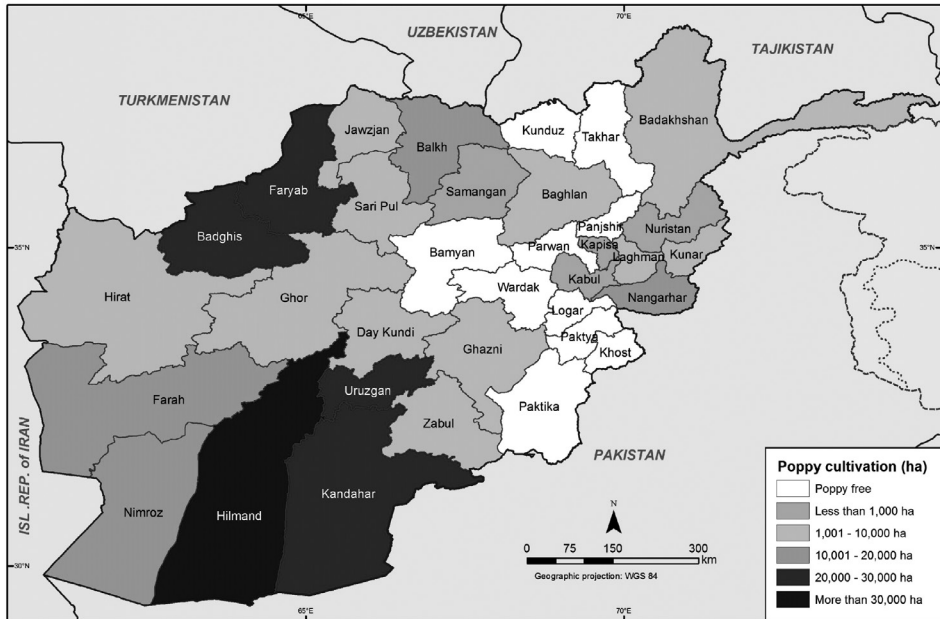 65°E
70°E
UZBEKISTAN
TAJIKISTAN
TURKMENISTAN
Kunduz
Takhar
Badakhshan
Jawzjan
Balkh
Faryab
Samangan
Baghlan
Sari Pul
Badghis
Panjshir
Nuristan
35°N
Bamyan
Parwan
Kapisa
35°N
Laghman
Kunar
Kabul
Hirat
Ghor
Wardak
Nangarhar
Logar
Day Kundi
Paktya
Ghazni
Khost
Uruzgan
Farah
Paktika
Zabul
PAKISTAN
ISL .REP. of IRAN
Nimroz
Hilmand
Kandahar
N
0 75 150 300
km
Geographic projection: WGS 84
30°N
65°E
70°E
Poppy cultivation (ha)
Poppy free
Less than 1,000 ha
1,001 - 10,000 ha
10,001 - 20,000 ha
20,000 - 30,000 ha
More than 30,000 ha